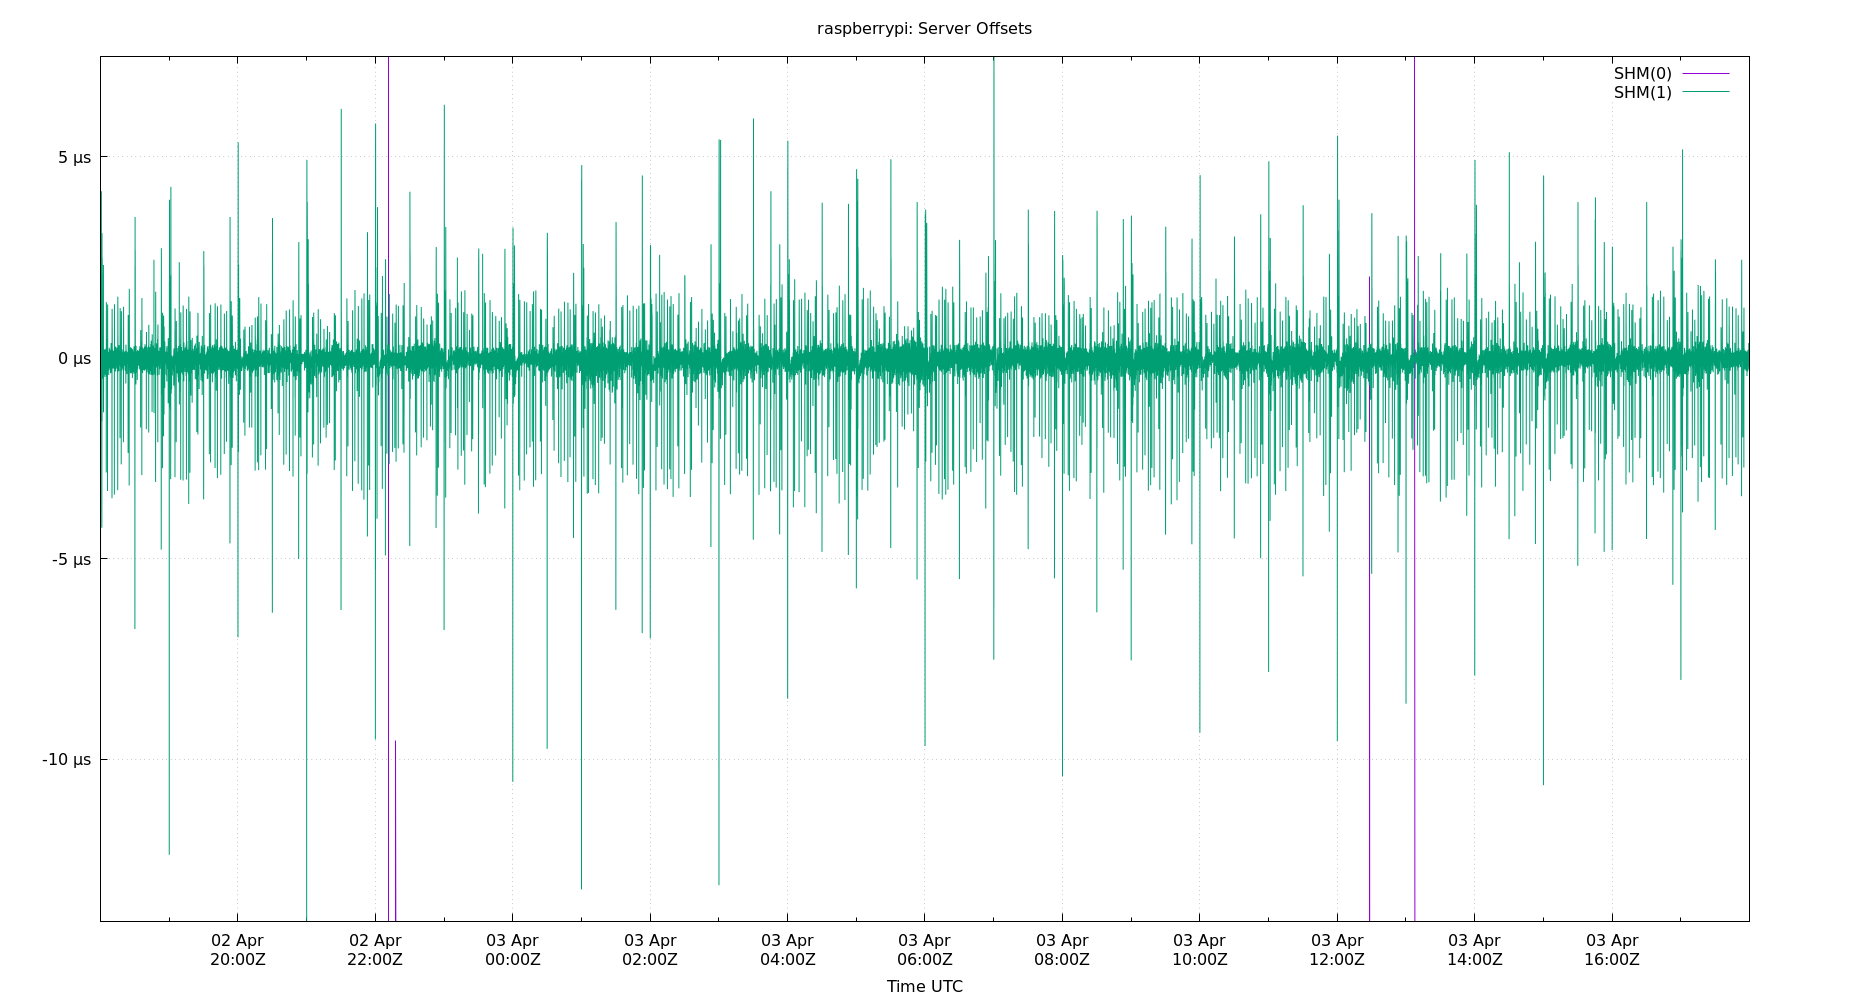 raspberrypi: Server Offsets
SHM(0)
SHM(1)
5 μs
0 μs
-5 μs
-10 μs
02 Apr 02 Apr 03 Apr 03 Apr 03 Apr 03 Apr 03 Apr 03 Apr 03 Apr 03 Apr 03 Apr
20:00Z 22:00Z 00:00Z 02:00Z 04:00Z 06:00Z 08:00Z 10:00Z 12:00Z 14:00Z 16:00Z
Time UTC